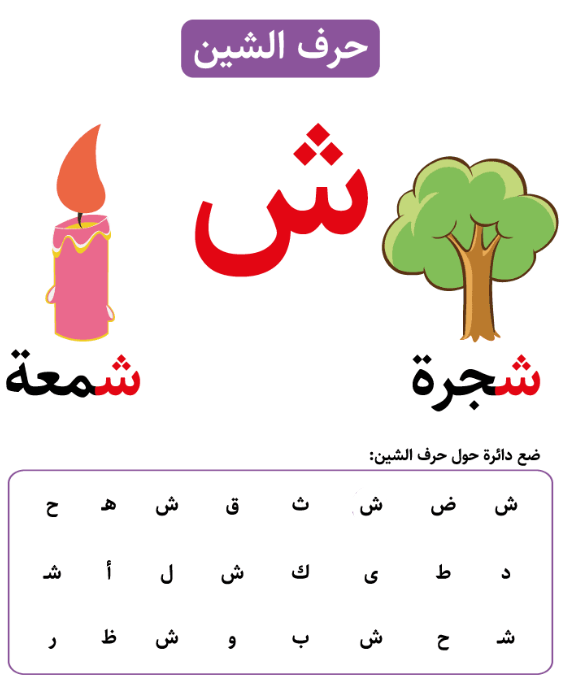 حرف الشين
ش
شجرة شمعة
ضع دائرة حول حرف الشين:
ش ض ش ث ق ش هـ ح
د ط ى ك ش ل أ شـ
شـ ح ش ب و ش ظ ر